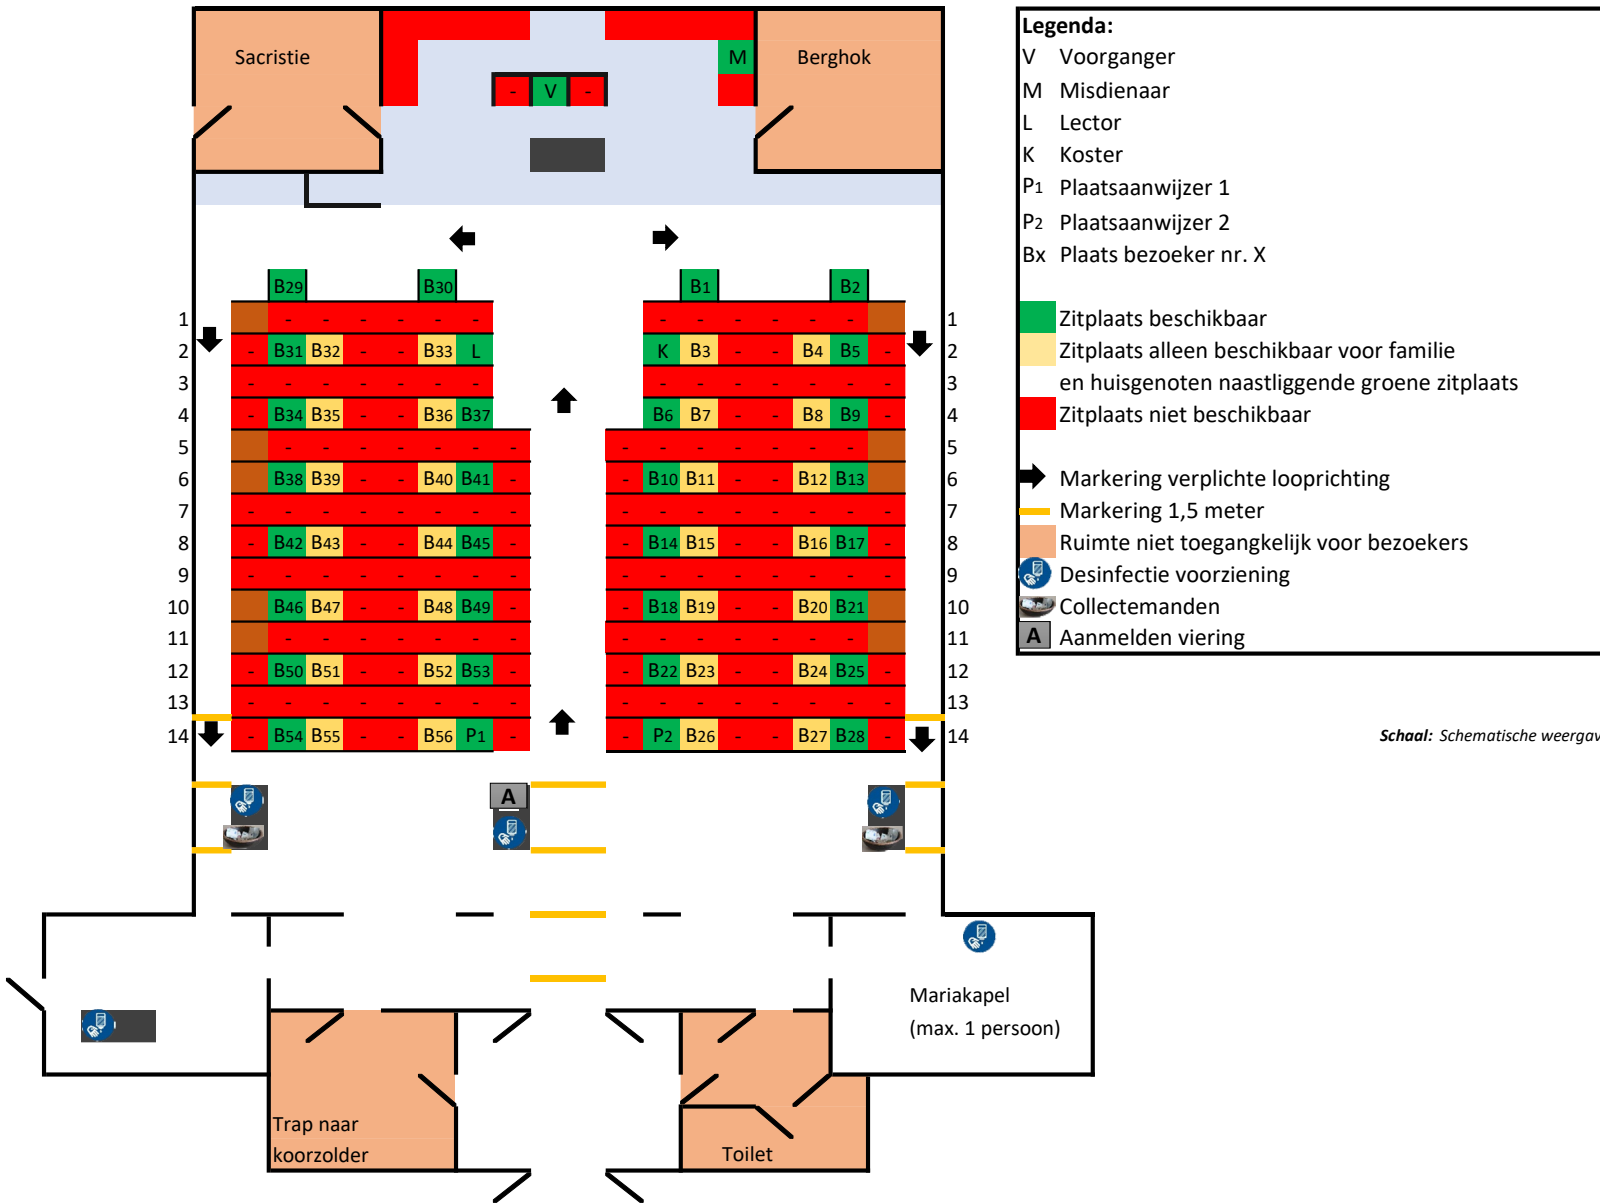 Sacristie
M
Berghok
- V -
B29 B30 B1 B2
1 - - - - - - - - - - - - 1
2 - B31 B32 - - B33 L K B3 - - B4 B5 - 2
3 - - - - - - - - - - - - - - 3
4 - B34 B35 - - B36 B37 B6 B7 - - B8 B9 - 4
5 - - - - - - - - - - - - - - 5
6 B38 B39 - - B40 B41 - - B10 B11 - - B12 B13 6
7 - - - - - - - - - - - - - - - - 7
8 - B42 B43 - - B44 B45 - - B14 B15 - - B16 B17 - 8
9 - - - - - - - - - - - - - - - - 9
10 B46 B47 - - B48 B49 - - B18 B19 - - B20 B21 10
11 - - - - - - - - - - - - - - 11
12 - B50 B51 - - B52 B53 - - B22 B23 - - B24 B25 - 12
13 - - - - - - - - - - - - - - - - 13
14 - B54 B55 - - B56 P1 - - P2 B26 - - B27 B28 - 14
A
Mariakapel
(max. 1 persoon)
Trap naar
koorzolder
Toilet
Legenda:
V Voorganger
M Misdienaar
L Lector
K Koster
P1 Plaatsaanwijzer 1
P2 Plaatsaanwijzer 2
Bx Plaats bezoeker nr. X
Zitplaats beschikbaar
Zitplaats alleen beschikbaar voor familie
en huisgenoten naastliggende groene zitplaats
Zitplaats niet beschikbaar
Markering verplichte looprichting
Markering 1,5 meter
Ruimte niet toegangkelijk voor bezoekers
Desinfectie voorziening
Collectemanden
A Aanmelden viering
Schaal: Schematische weergav